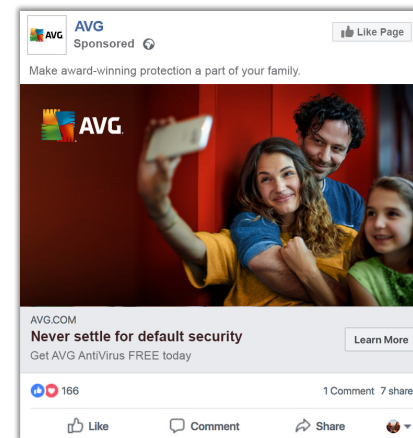 AVG
AVG
Sponsored
Like Page
Make award-winning protection a part of your family.
AVG
AVG.COM
Never settle for default security
Get AVG AntiVirus FREE today
Learn More
166
1 Comment 7 share
Like
Comment
Share